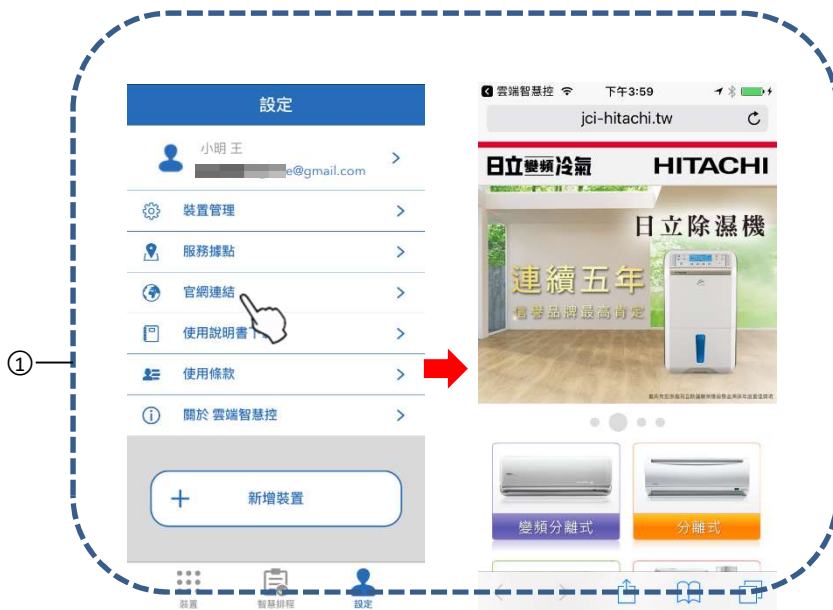 ①
設定
小明 王
e@gmail.com
裝置管理
服務據點
官網連結
使用說明書下
使用條款
關於 雲端智慧控
新增裝置
裝置
智慧排程
設定
雲端智慧控
下午3:59
jci-hitachi.tw
日立變頻冷氣
HITACHI
日立除濕機
連續五年
信譽品牌最高肯定
變頻分離式
分離式